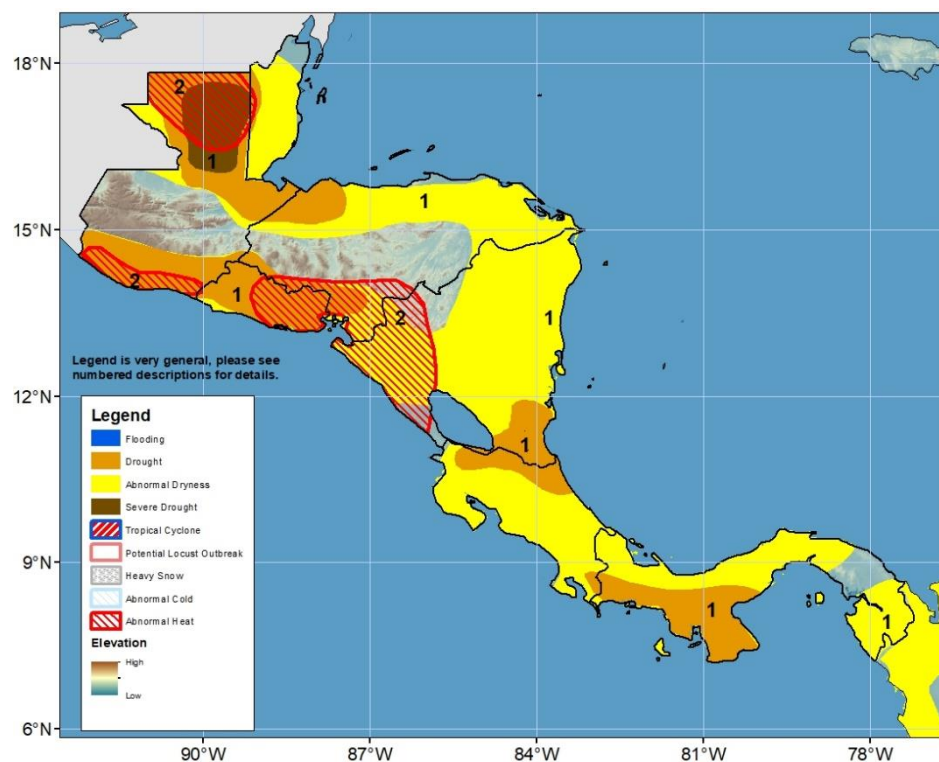 18°N
2
1
1
15°N
2
1
2
1
Legend is very general, please see
numbered descriptions for details.
12°N
Legend
Flooding
1
Drought
Abnormal Dryness
Severe Drought
Tropical Cyclone
Potential Locust Outbreak
9°N
Heavy Snow
Abnormal Cold
1
1
Abnormal Heat
Elevation
High
Low
6°N
90°W
87°W
84°W
81°W
78°W